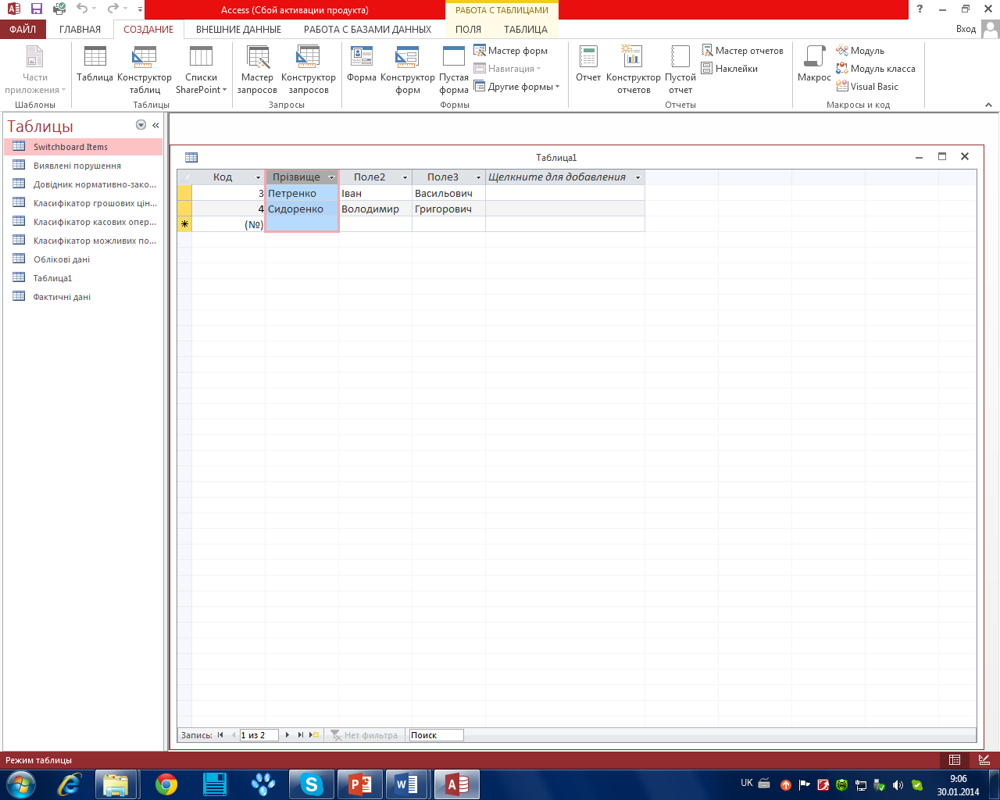 Access (Сбой активации продукта)
РАБОТА С ТАБЛИЦАМИ
ФАЙЛ ГЛАВНАЯ СОЗДАНИЕ ВНЕШНИЕ ДАННЫЕ РАБОТА С БАЗАМИ ДАННЫХ ПОЛЯ ТАБЛИЦА Вход
Части приложения
Шаблоны
Таблица
Конструктор таблиц
Списки SharePoint
Таблицы
Мастер запросов
Конструктор запросов
Запросы
Форма
Конструктор форм
Пустая форма
Мастер форм
Навигация
Другие формы
Формы
Отчет
Конструктор отчетов
Пустой отчет
Мастер отчетов
Наклейки
Отчеты
Макрос
Модуль
Модуль класса
Visual Basic
Макросы и код
Таблицы
Switchboard Items
Виявлені порушення
Довідник нормативно-зако...
Класифікатор грошових цін...
Класифікатор касових опер...
Класифікатор можливих по...
Облікові дані
Таблица1
Фактичні дані
Таблица1
Код Прізвище Поле2 Поле3 Щелкните для добавления
3 Петренко Іван Васильович
4 Сидоренко Володимир Григорович
(№)
Запись: 1 из 2 Нет фильтра Поиск
Режим таблицы
UK
9:06
30.01.2014